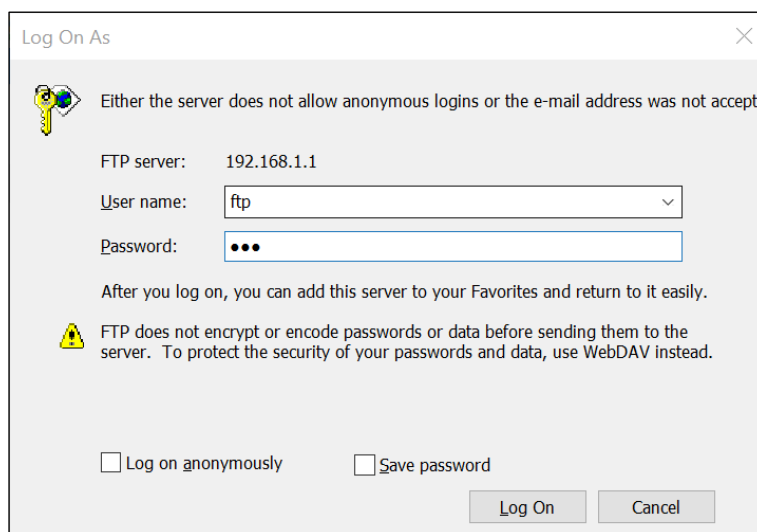 Log On As
Either the server does not allow anonymous logins or the e-mail address was not accept
FTP server: 192.168.1.1
User name: ftp
Password: •••
After you log on, you can add this server to your Favorites and return to it easily.
FTP does not encrypt or encode passwords or data before sending them to the
server. To protect the security of your passwords and data, use WebDAV instead.
Log on anonymously Save password
Log On Cancel